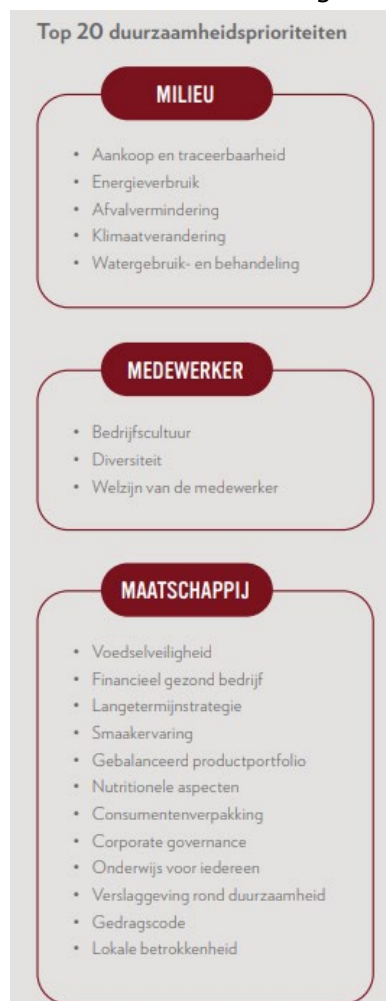 Top 20 duurzaamheidsprioriteiten
MILIEU
• Aankoop en traceerbaarheid
• Energieverbruik
• Afvalvermindering
• Klimaatverandering
• Watergebruik- en behandeling
MEDEWERKER
• Bedrijfscultuur
• Diversiteit
• Welzijn van de medewerker
MAATSCHAPPIJ
• Voedselveiligheid
• Financieel gezond bedrijf
• Langetermijnstrategie
• Smaakervaring
• Gebalanceerd productportfolio
• Nutritionele aspecten
• Consumentenverpakking
• Corporate governance
• Onderwijs voor iedereen
• Verslaggeving rond duurzaamheid
• Gedragscode
• Lokale betrokkenheid